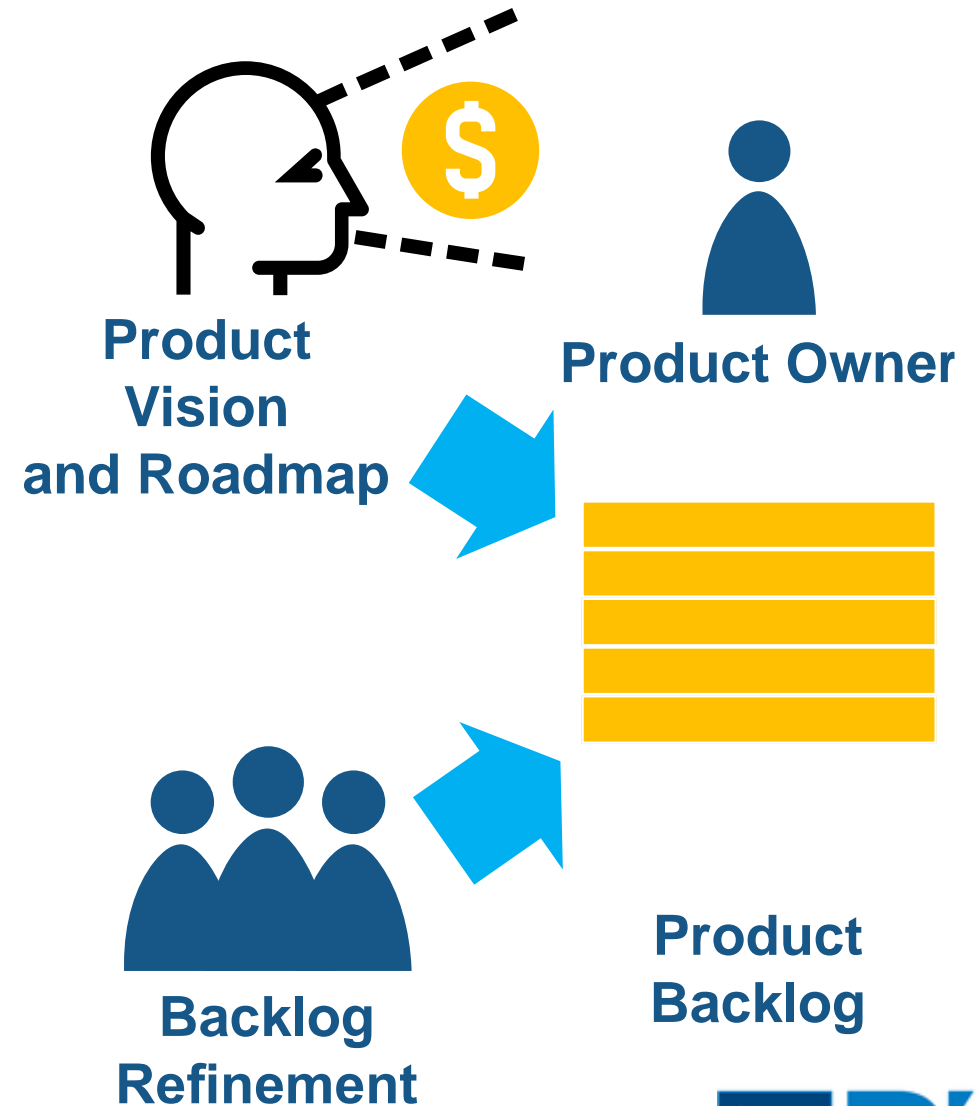 $
Product
Vision
and Roadmap
Product Owner
Backlog
Refinement
Product
Backlog